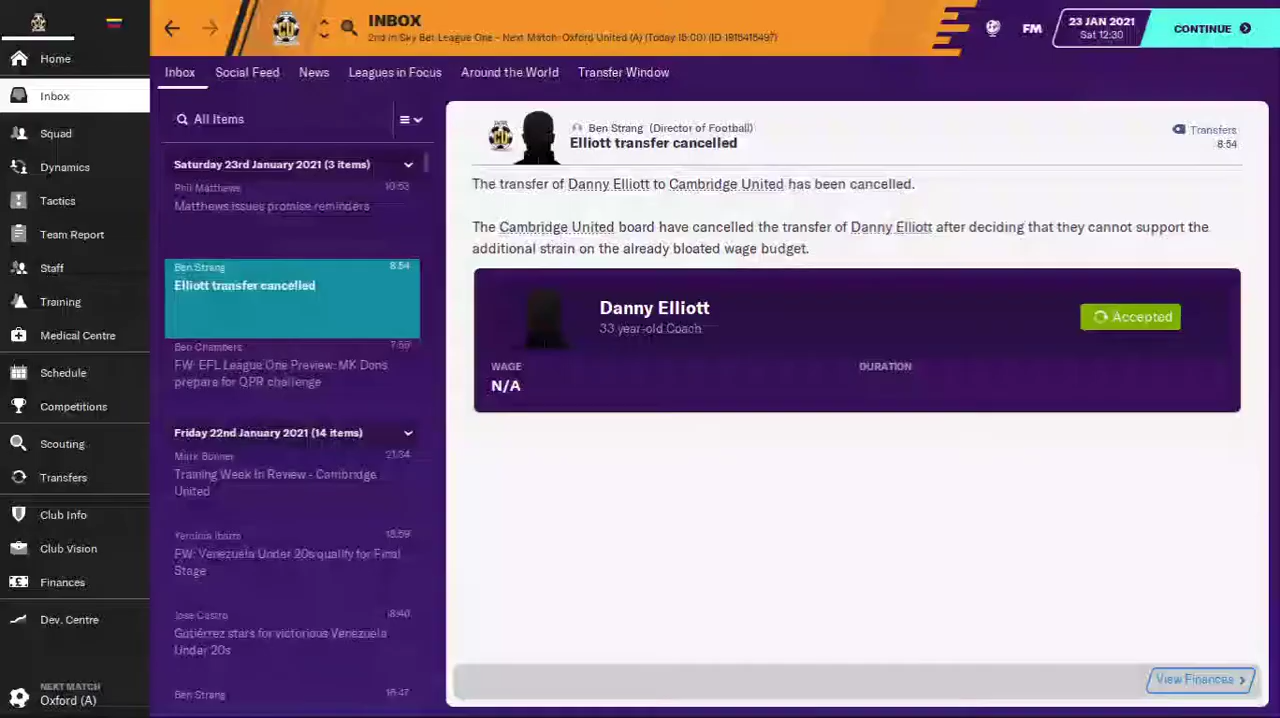 INBOX
2nd in Sky Bet League One - Next Match: Oxford United (A) (Today 15:00) (ID:1916416497)
FM
23 JAN 2021
Sat 12:30
CONTINUE
Home
Inbox
Squad
Dynamics
Tactics
Team Report
Staff
Training
Medical Centre
Schedule
Competitions
Scouting
Transfers
Club Info
Club Vision
Finances
Dev. Centre
NEXT MATCH
Oxford (A)
Inbox Social Feed News Leagues in Focus Around the World Transfer Window
All Items
Saturday 23rd January 2021 (3 items)
Phil Matthews 10:53
Matthews issues promise reminders
Ben Strang 8:54
Elliott transfer cancelled
Ben Chambers 7:59
FW: EFL League One Preview: MK Dons
prepare for QPR challenge
Friday 22nd January 2021 (14 items)
Mark Bonner 21:34
Training Week In Review - Cambridge
United
Yerminia Ibarra 18:59
FW: Venezuela Under 20s qualify for Final
Stage
Jose Castro 18:40
Gutiérrez stars for victorious Venezuela
Under 20s
Ben Strang 16:47
Ben Strang (Director of Football)
Elliott transfer cancelled
Transfers
8:54
The transfer of Danny Elliott to Cambridge United has been cancelled.
The Cambridge United board have cancelled the transfer of Danny Elliott after deciding that they cannot support the
additional strain on the already bloated wage budget.
Danny Elliott
33 year-old Coach
Accepted
WAGE
N/A
DURATION
View Finances